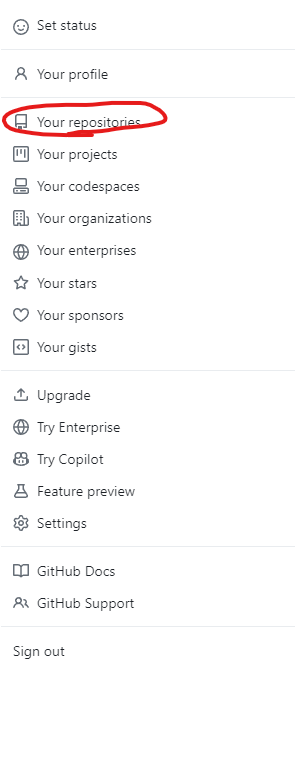 Set status
Your profile
Your repositories
Your projects
Your codespaces
Your organizations
Your enterprises
Your stars
Your sponsors
Your gists
Upgrade
Try Enterprise
Try Copilot
Feature preview
Settings
GitHub Docs
GitHub Support
Sign out